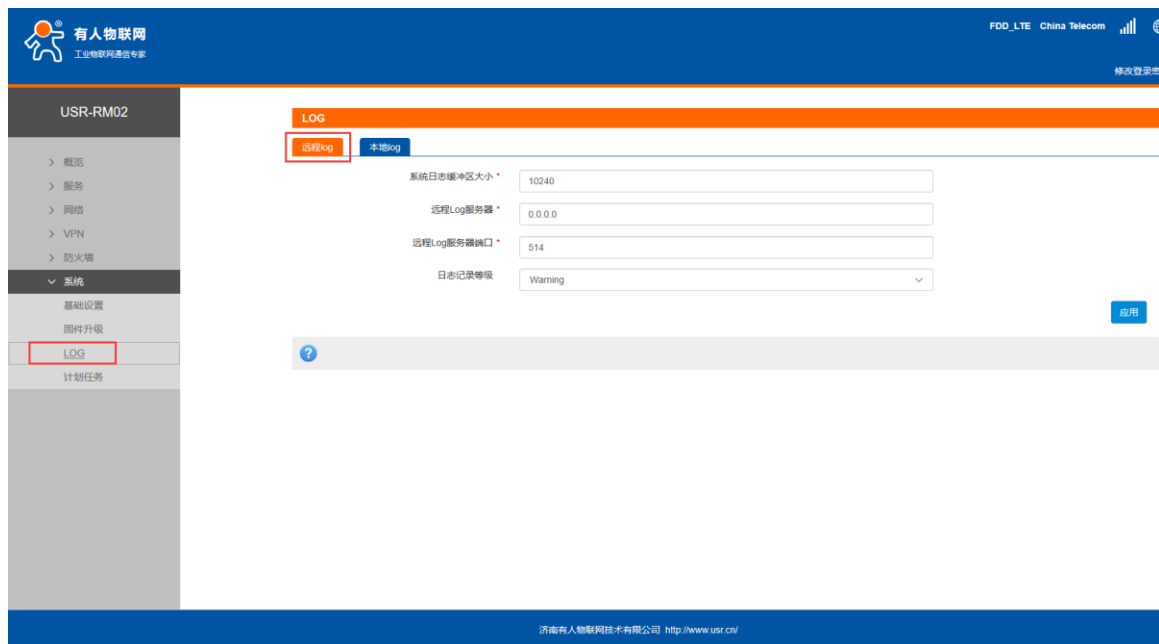 有人物联网
工业物联网通信专家
FDD_LTE China Telecom
修改登录密
USR-RM02
概览
服务
网络
VPN
防火墙
系统
基础设置
固件升级
LOG
计划任务
LOG
远程log 本地log
系统日志缓冲区大小 * 10240
远程Log服务器 * 0.0.0.0
远程Log服务器端口 * 514
日志记录等级 Warning
应用
济南有人物联网技术有限公司 http://www.usr.cn/